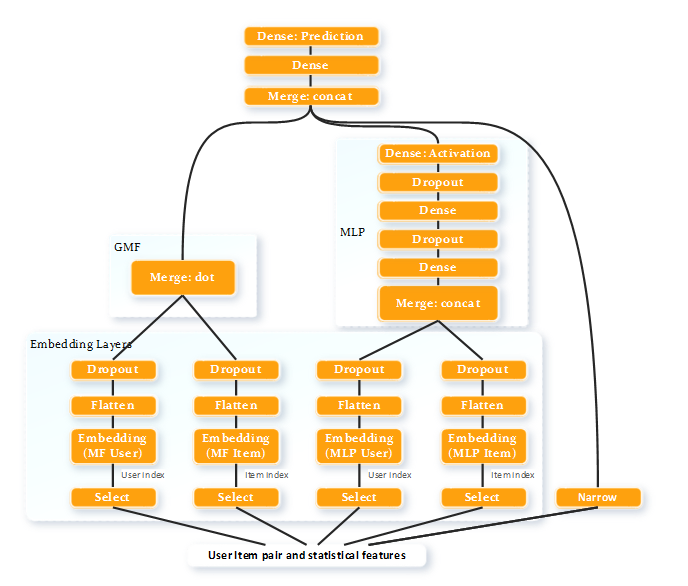 Dense: Prediction
Dense
Merge: concat
Dense: Activation
Dropout
Dense
MLP
Dropout
GMF
Dense
Merge: dot
Merge: concat
Embedding Layers
Dropout
Dropout
Dropout
Dropout
Flatten
Flatten
Flatten
Flatten
Embedding
(MF User)
Embedding
(MF Item)
Embedding
(MLP User)
Embedding
(MLP Item)
User Index
Item Index
User Index
Item Index
Select
Select
Select
Select
Narrow
User Item pair and statistical features